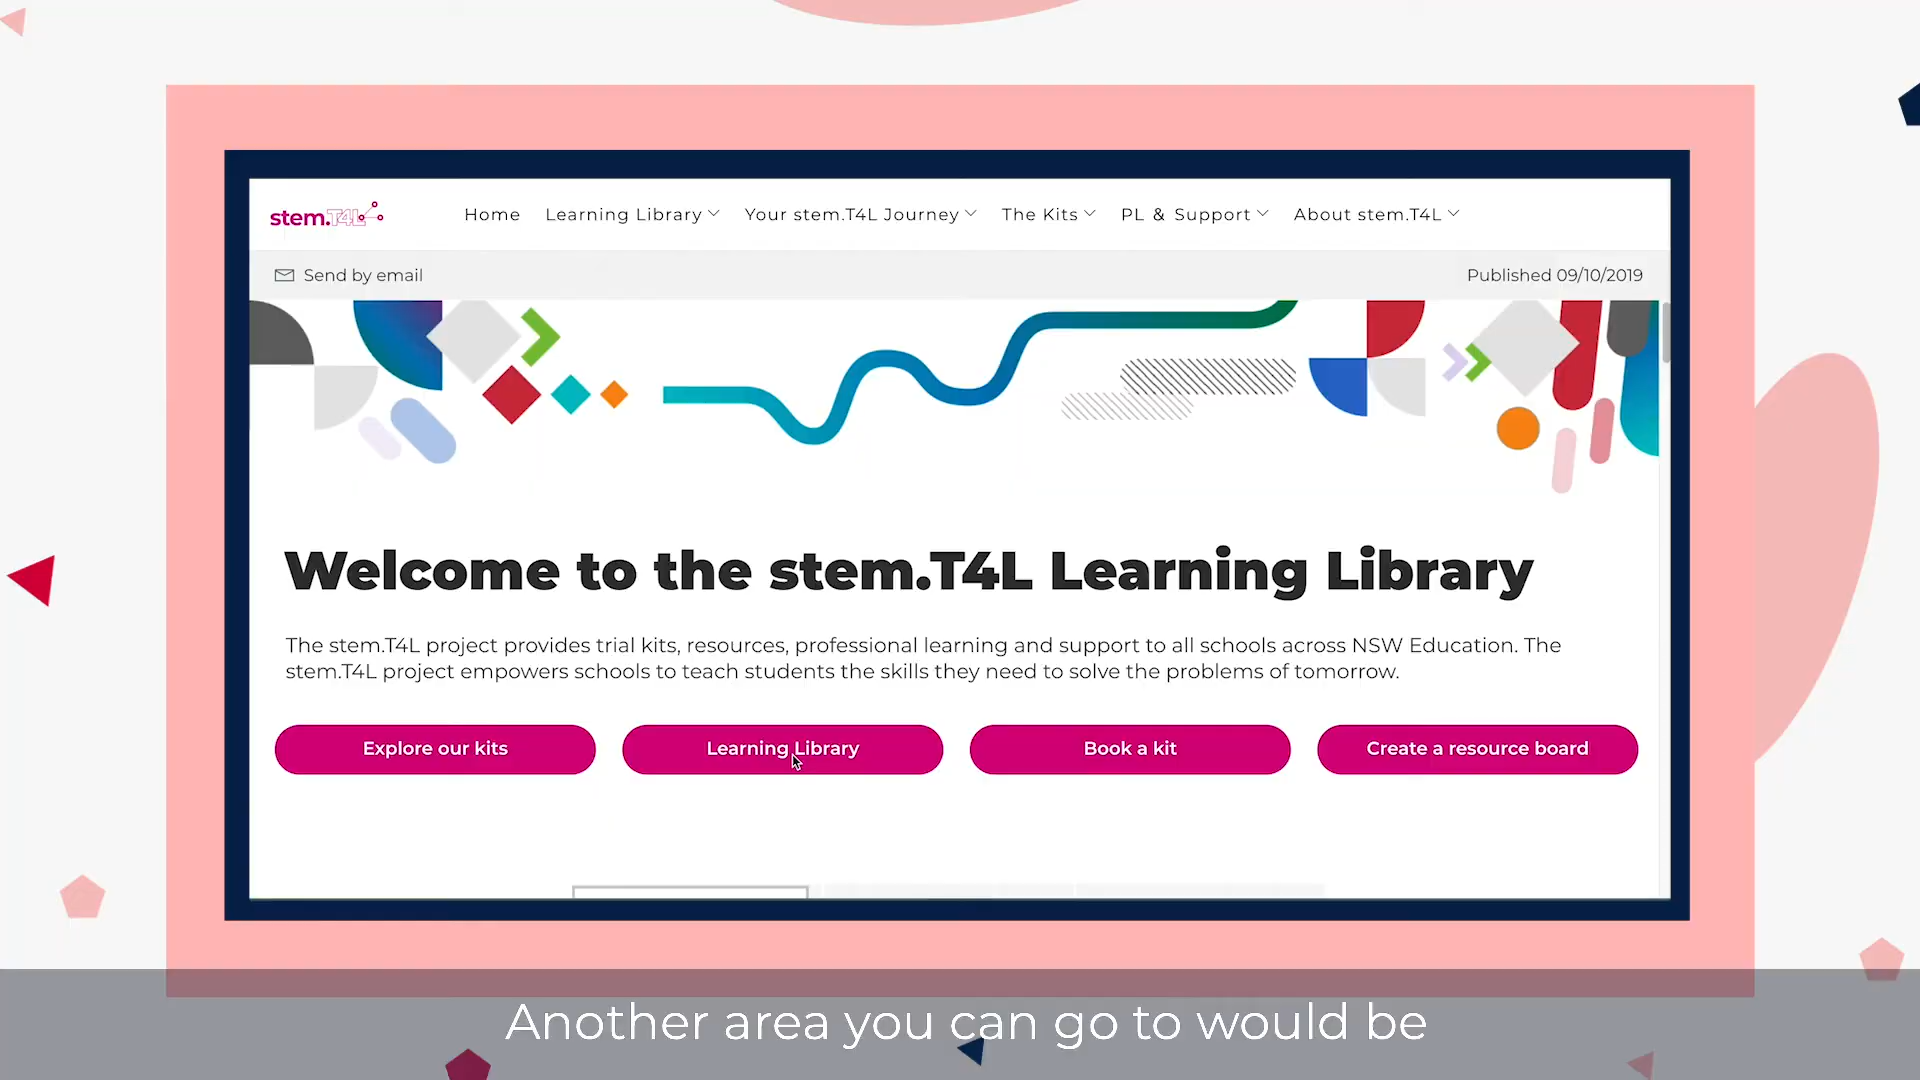 stem.T4L
Home
Learning Library
Your stem.T4L Journey
The Kits
PL & Support
About stem.T4L
Send by email
Published 09/10/2019
Welcome to the stem.T4L Learning Library
The stem.T4L project provides trial kits, resources, professional learning and support to all schools across NSW Education. The
stem.T4L project empowers schools to teach students the skills they need to solve the problems of tomorrow.
Explore our kits
Learning Library
Book a kit
Create a resource board
Another area you can go to would be